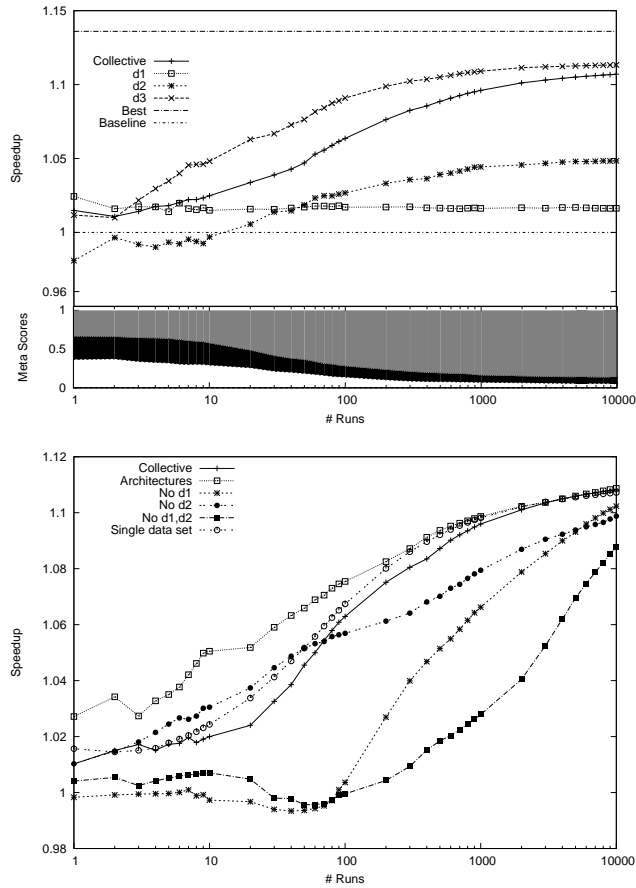 1.15
Collective
d1
d2
d3
Best
Baseline
1.1
1.05
1
0.96
Speedup
1
0.5
0
Meta Scores
1 10 100 1000 10000
# Runs
1.12
Collective
Architectures
No d1
No d2
No d1,d2
Single data set
1.1
1.08
1.06
1.04
1.02
1
0.98
Speedup
1 10 100 1000 10000
# Runs